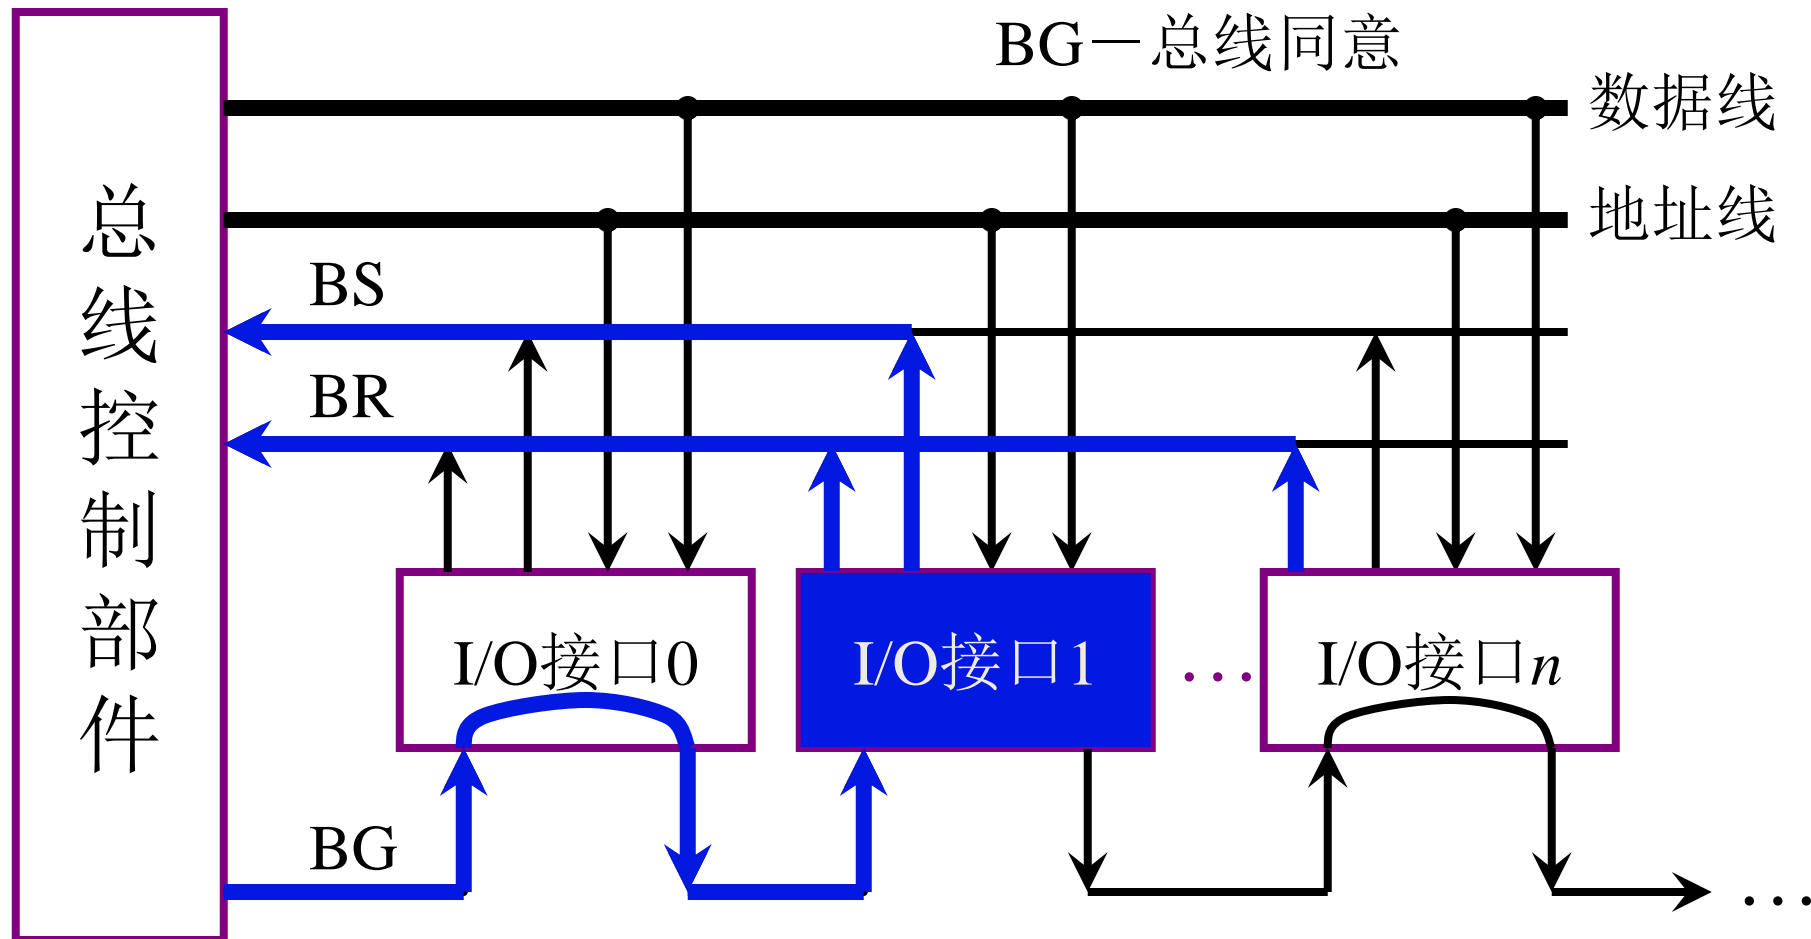 BG－总线同意
数据线
地址线
总线控制部件
BS
BR
I/O接口0
I/O接口1
…
I/O接口n
BG
…